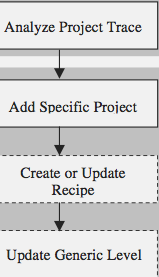 Analyze Project Trace
Add Specific Project
Create or Update
Recipe
Update Generic Level